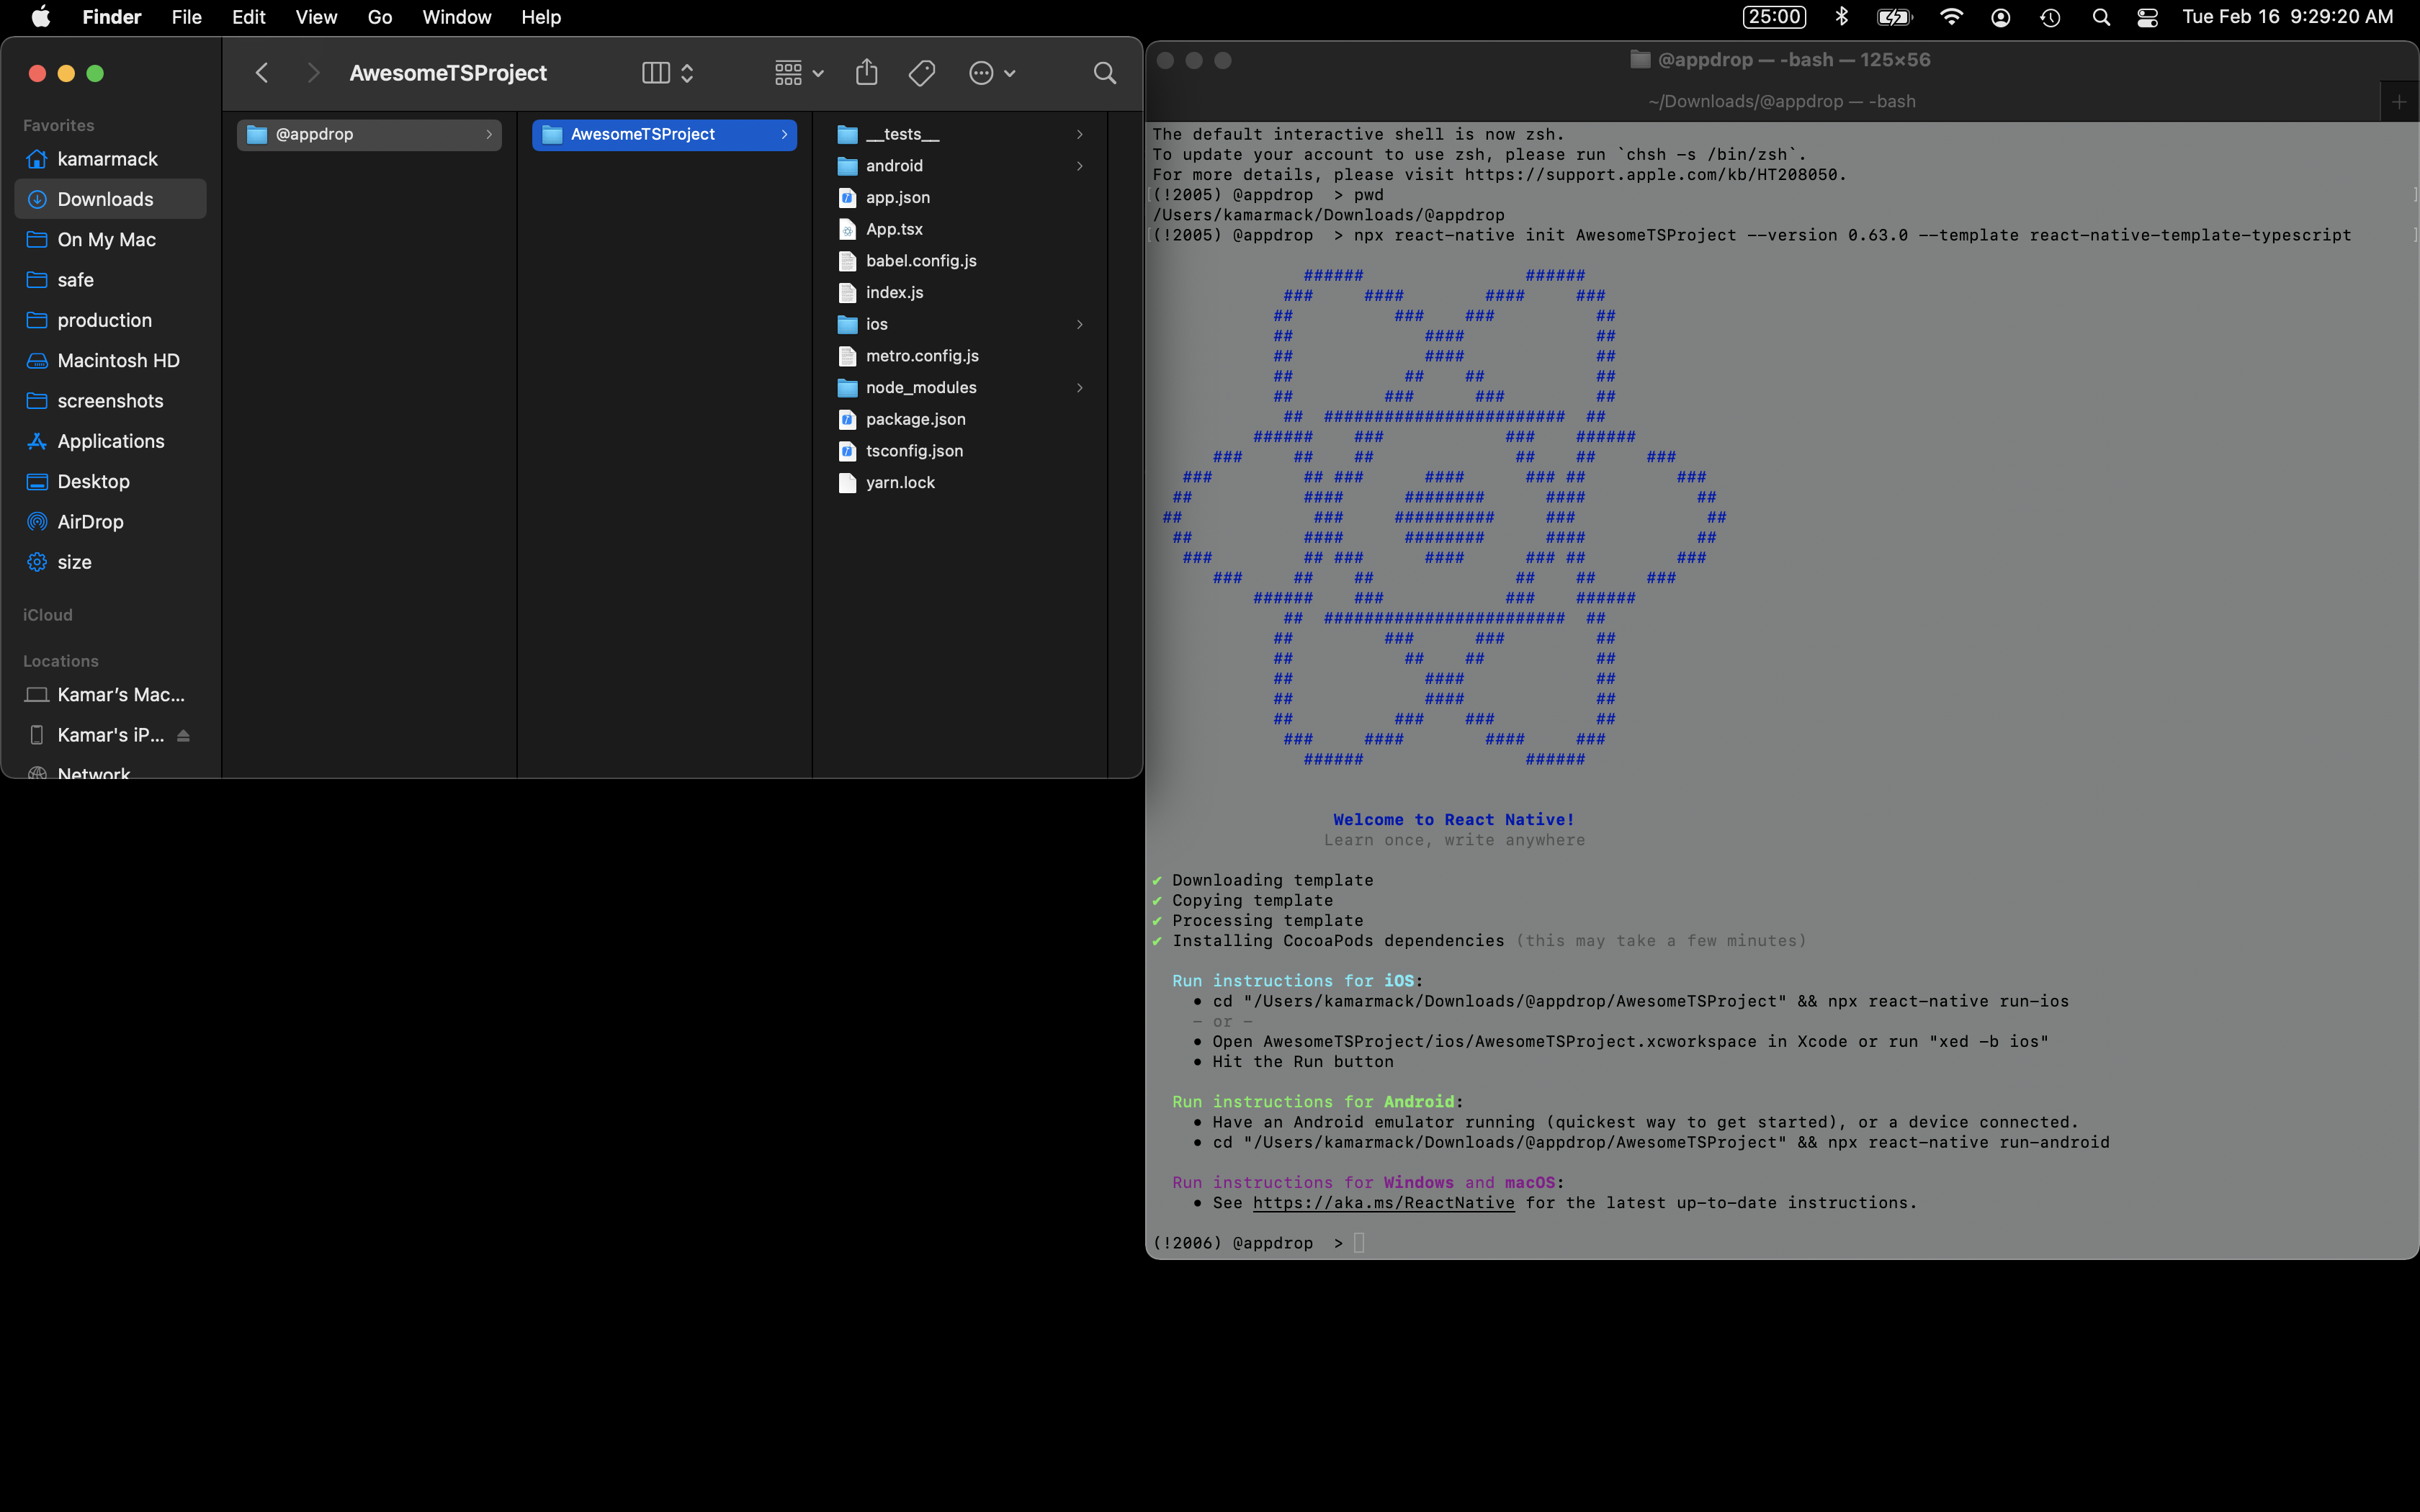 Finder File Edit View Go Window Help
25:00 Tue Feb 16 9:29:20 AM
AwesomeTSProject
Favorites
kamarmack
Downloads
On My Mac
safe
production
Macintosh HD
screenshots
Applications
Desktop
AirDrop
size
iCloud
Locations
Kamar's Mac...
Kamar's iP...
Network
@appdrop
AwesomeTSProject
__tests__
android
app.json
App.tsx
babel.config.js
index.js
ios
metro.config.js
node_modules
package.json
tsconfig.json
yarn.lock
@appdrop — -bash — 125×56
~/Downloads/@appdrop — -bash
The default interactive shell is now zsh.
To update your account to use zsh, please run `chsh -s /bin/zsh`.
For more details, please visit https://support.apple.com/kb/HT208050.
[(!2005) @appdrop  > pwd ]
/Users/kamarmack/Downloads/@appdrop
[(!2005) @appdrop  > npx react-native init AwesomeTSProject --version 0.63.0 --template react-native-template-typescript ]
###### ######
### #### #### ###
## ### ### ##
## #### ##
## #### ##
## ## ## ##
## ### ### ##
## ######################## ##
###### ### ### ######
### ## ## ## ## ###
### ## ### #### ### ## ###
## #### ######## #### ##
## ### ########## ### ##
## #### ######## #### ##
### ## ### #### ### ## ###
### ## ## ## ## ###
###### ### ### ######
## ######################## ##
## ### ### ##
## ## ## ##
## #### ##
## #### ##
## ### ### ##
### #### #### ###
###### ######
Welcome to React Native!
Learn once, write anywhere
✔ Downloading template
✔ Copying template
✔ Processing template
✔ Installing CocoaPods dependencies (this may take a few minutes)
Run instructions for iOS:
• cd "/Users/kamarmack/Downloads/@appdrop/AwesomeTSProject" && npx react-native run-ios
- or -
• Open AwesomeTSProject/ios/AwesomeTSProject.xcworkspace in Xcode or run "xed -b ios"
• Hit the Run button
Run instructions for Android:
• Have an Android emulator running (quickest way to get started), or a device connected.
• cd "/Users/kamarmack/Downloads/@appdrop/AwesomeTSProject" && npx react-native run-android
Run instructions for Windows and macOS:
• See https://aka.ms/ReactNative for the latest up-to-date instructions.
(!2006) @appdrop  >